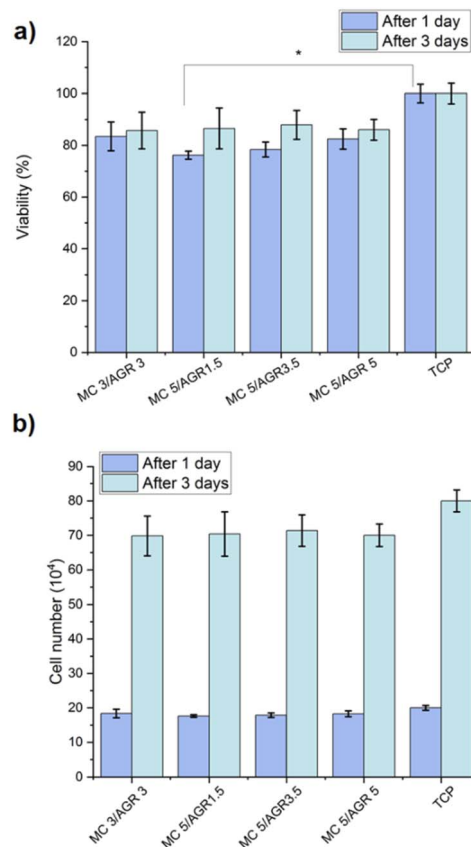 a)
After 1 day
After 3 days
*
120
100
80
60
40
20
0
Viability (%)
MC 3/AGR 3
MC 5/AGR1.5
MC 5/AGR3.5
MC 5/AGR 5
TCP
b)
After 1 day
After 3 days
90
80
70
60
50
40
30
20
10
0
Cell number (10⁴)
MC 3/AGR 3
MC 5/AGR1.5
MC 5/AGR3.5
MC 5/AGR 5
TCP